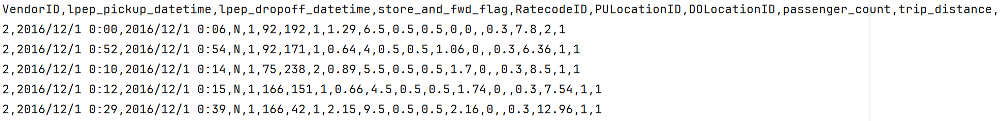 VendorID,lpep_pickup_datetime,lpep_dropoff_datetime,store_and_fwd_flag,RatecodeID,PULocationID,DOLocationID,passenger_count,trip_distance,
2,2016/12/1 0:00,2016/12/1 0:06,N,1,92,192,1,1.29,6.5,0.5,0.5,0,0,,0.3,7.8,2,1
2,2016/12/1 0:52,2016/12/1 0:54,N,1,92,171,1,0.64,4,0.5,0.5,1.06,0,,0.3,6.36,1,1
2,2016/12/1 0:10,2016/12/1 0:14,N,1,75,238,2,0.89,5.5,0.5,0.5,1.7,0,,0.3,8.5,1,1
2,2016/12/1 0:12,2016/12/1 0:15,N,1,166,151,1,0.66,4.5,0.5,0.5,1.74,0,,0.3,7.54,1,1
2,2016/12/1 0:29,2016/12/1 0:39,N,1,166,42,1,2.15,9.5,0.5,0.5,2.16,0,,0.3,12.96,1,1